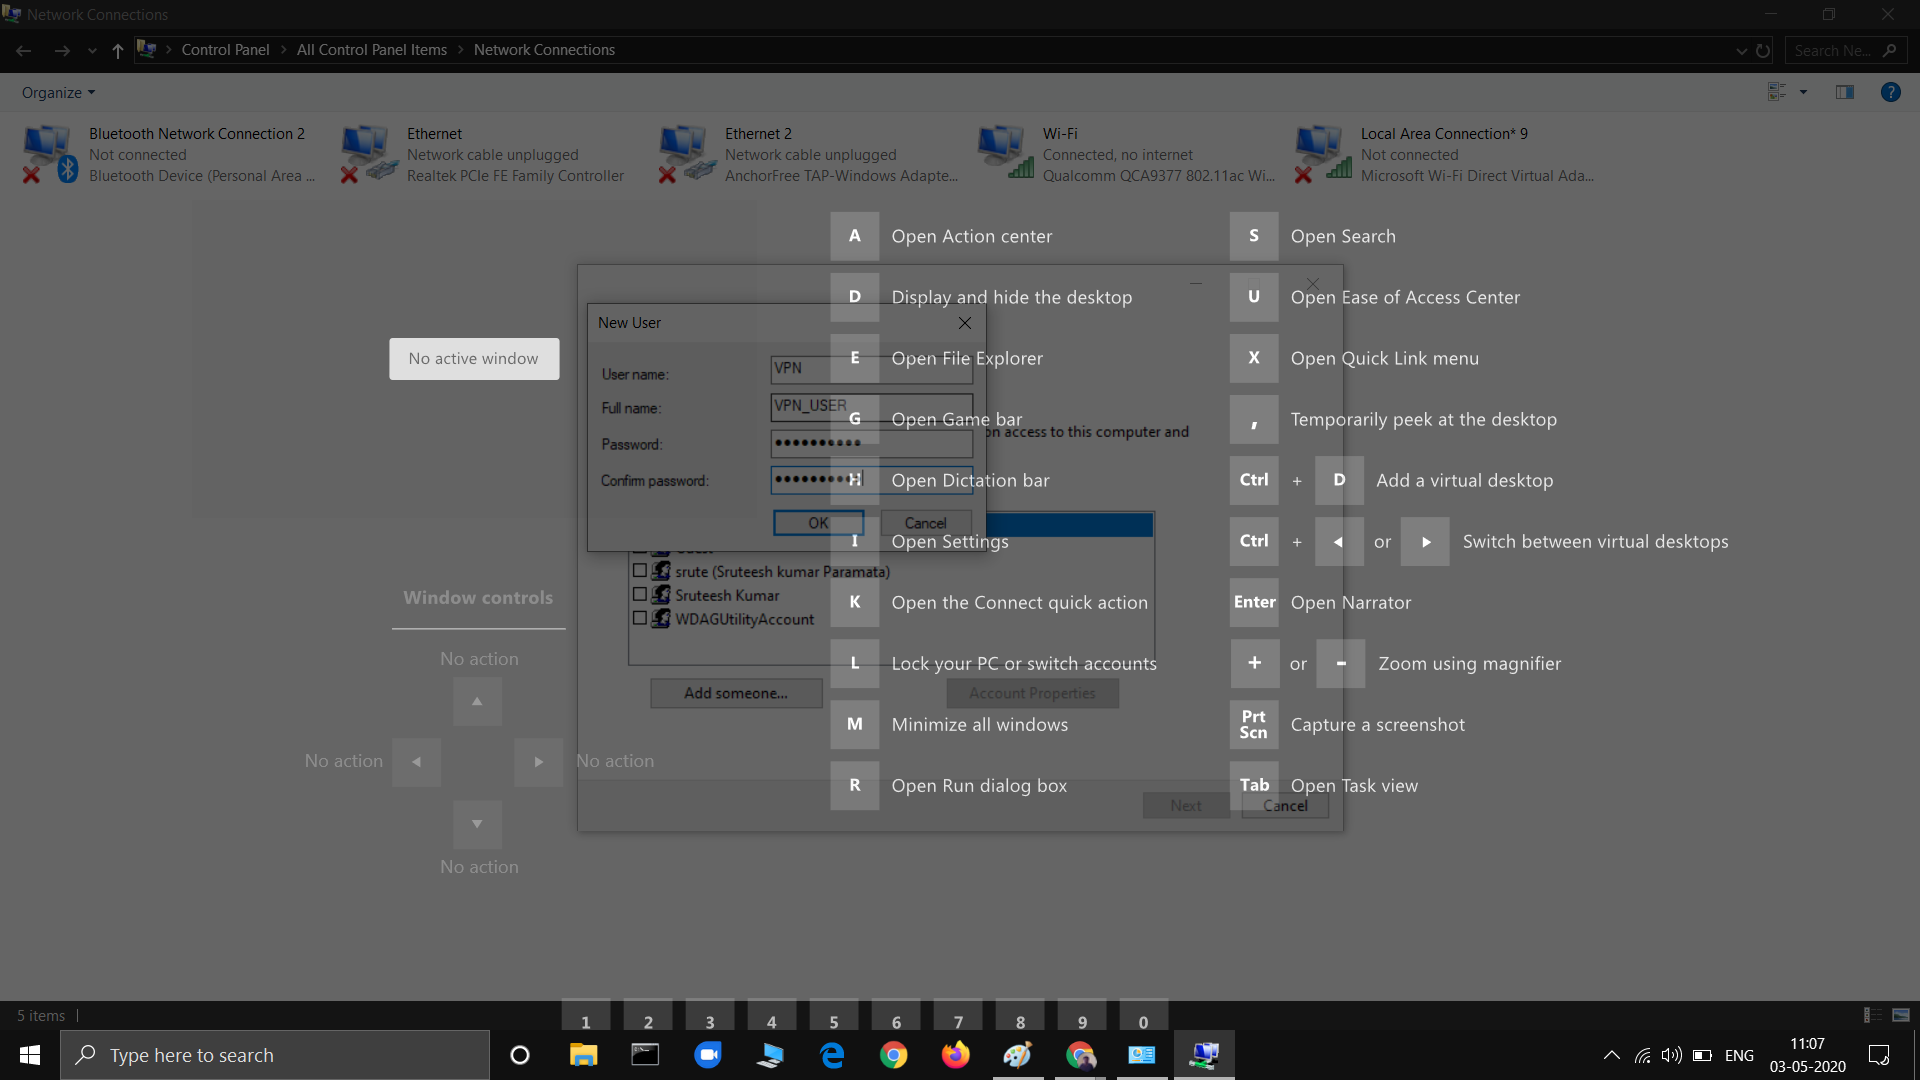 Network Connections
Control Panel > All Control Panel Items > Network Connections
Search Ne...
Organize
Bluetooth Network Connection 2
Not connected
Bluetooth Device (Personal Area ...
Ethernet
Network cable unplugged
Realtek PCIe FE Family Controller
Ethernet 2
Network cable unplugged
AnchorFree TAP-Windows Adapte...
Wi-Fi
Connected, no internet
Qualcomm QCA9377 802.11ac Wi...
Local Area Connection* 9
Not connected
Microsoft Wi-Fi Direct Virtual Ada...
No active window
Window controls
No action
No action
No action
No action
New User
User name: VPN
Full name: VPN_USER
Password:
Confirm password:
OK Cancel
on access to this computer and
srute (Sruteesh kumar Paramata)
Sruteesh Kumar
WDAGUtilityAccount
Add someone...
Account Properties
Next
Cancel
A Open Action center
D Display and hide the desktop
E Open File Explorer
G Open Game bar
H Open Dictation bar
I Open Settings
K Open the Connect quick action
L Lock your PC or switch accounts
M Minimize all windows
R Open Run dialog box
S Open Search
U Open Ease of Access Center
X Open Quick Link menu
, Temporarily peek at the desktop
Ctrl + D Add a virtual desktop
Ctrl + or Switch between virtual desktops
Enter Open Narrator
+ or - Zoom using magnifier
Prt Scn Capture a screenshot
Tab Open Task view
5 items
1 2 3 4 5 6 7 8 9 0
Type here to search
ENG
11:07
03-05-2020